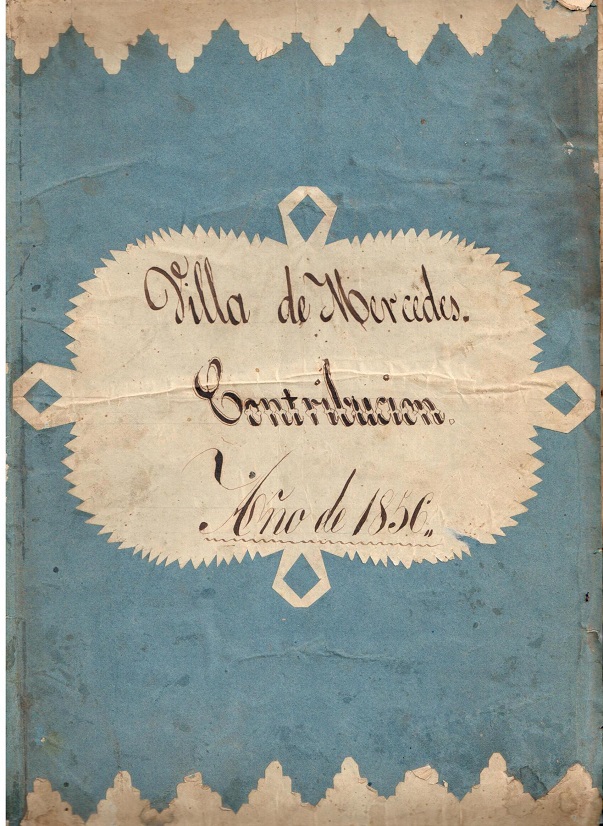 Villa de Mercedes.
Contribucion.
Año de 1856„